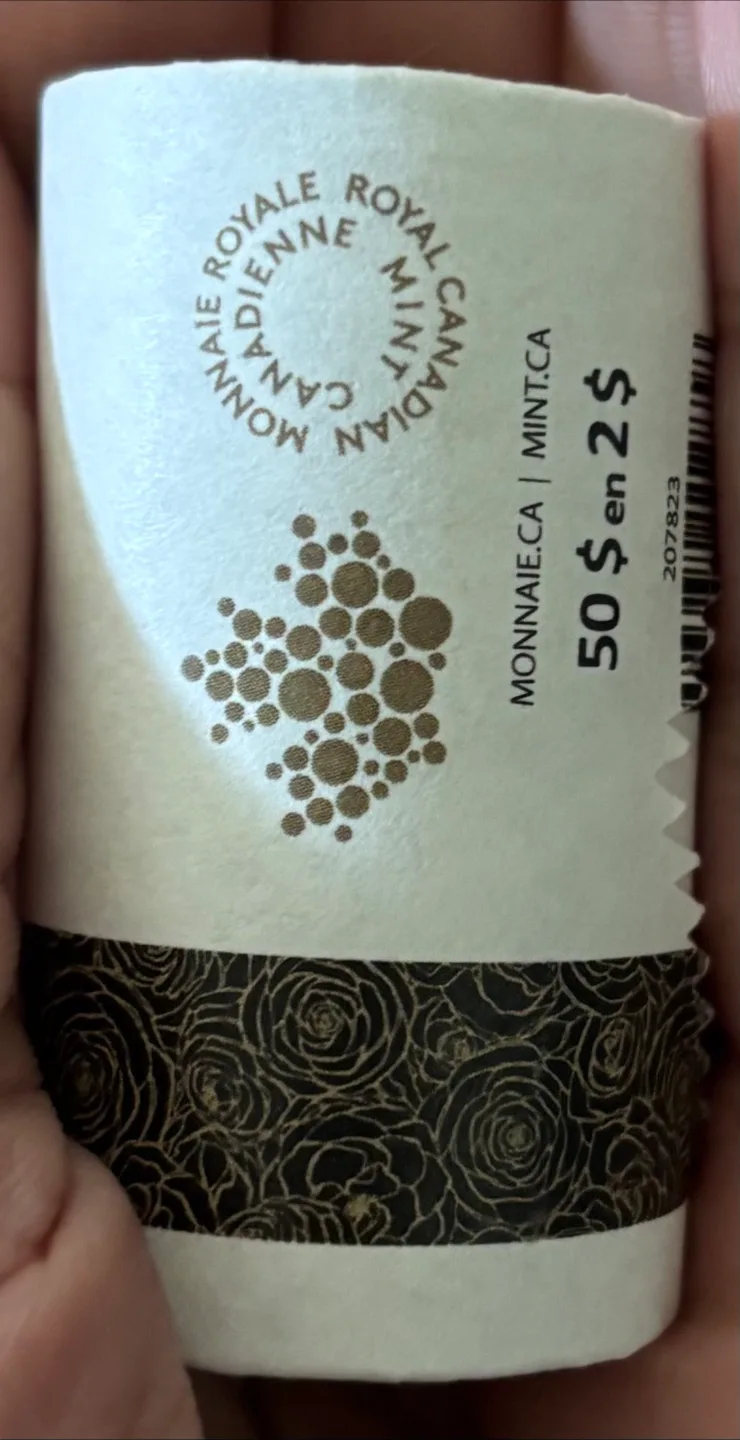 MONNAIE ROYALE CANADIENNE
ROYAL CANADIAN MINT
MONNAIE.CA | MINT.CA
50 $ en 2 $
207823